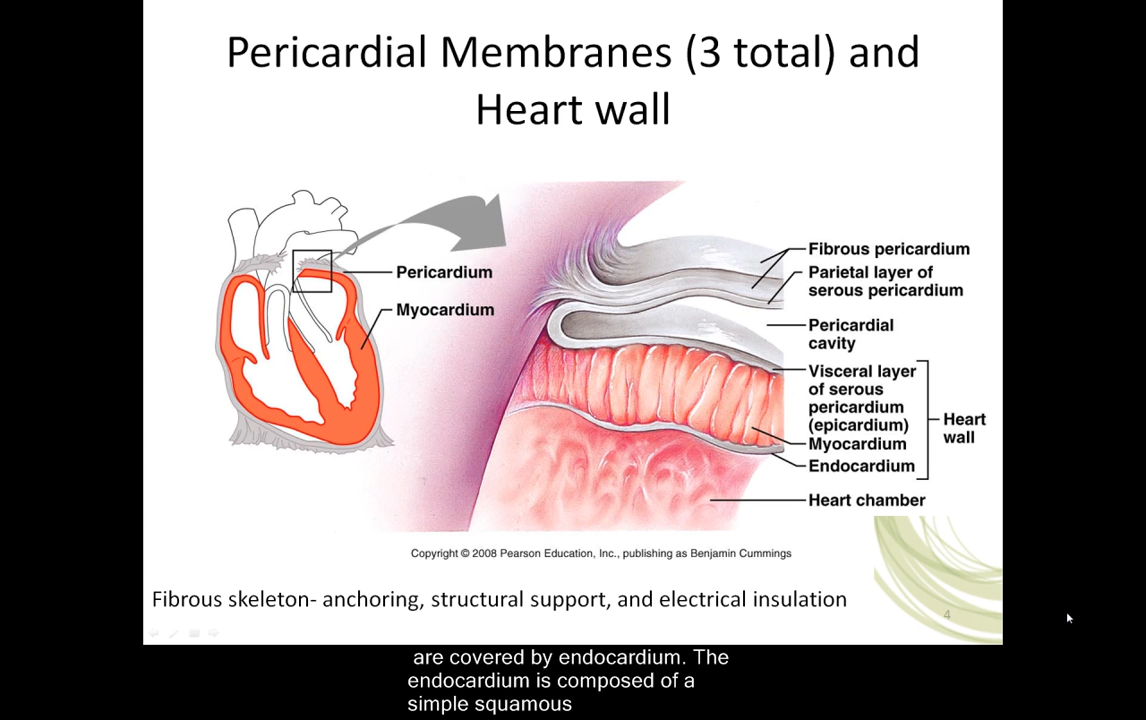 Pericardial Membranes (3 total) and
Heart wall
Pericardium
Myocardium
Fibrous pericardium
Parietal layer of
serous pericardium
Pericardial
cavity
Visceral layer
of serous
pericardium
(epicardium)
Myocardium
Endocardium
Heart
wall
Heart chamber
Copyright © 2008 Pearson Education, Inc., publishing as Benjamin Cummings
Fibrous skeleton- anchoring, structural support, and electrical insulation
4
are covered by endocardium. The
endocardium is composed of a
simple squamous